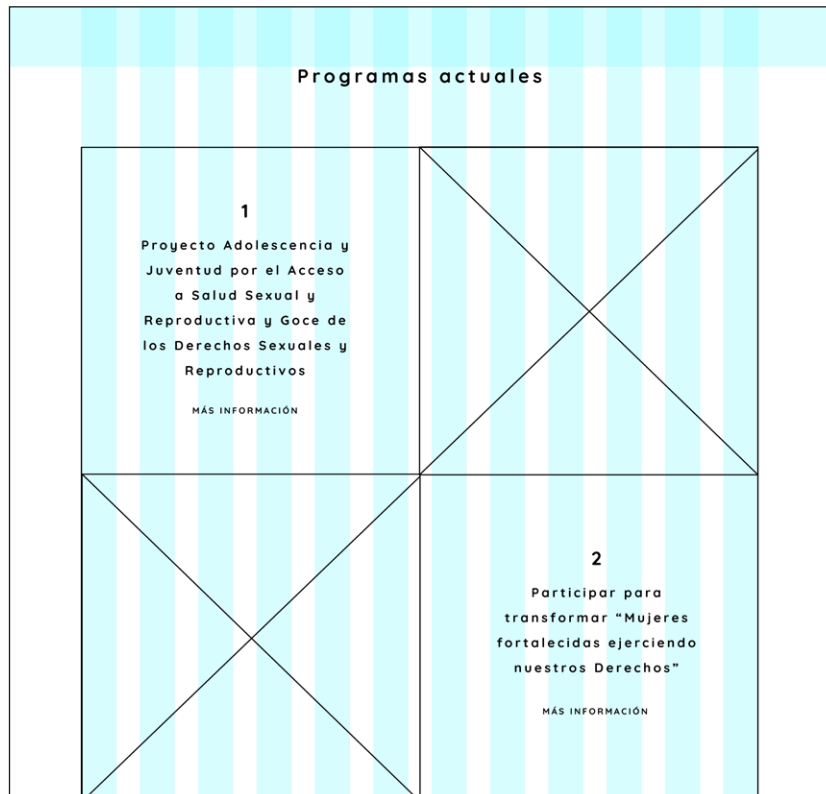 Programas actuales
1
Proyecto Adolescencia y
Juventud por el Acceso
a Salud Sexual y
Reproductiva y Goce de
los Derechos Sexuales y
Reproductivos
MÁS INFORMACIÓN
2
Participar para
transformar “Mujeres
fortalecidas ejerciendo
nuestros Derechos”
MÁS INFORMACIÓN